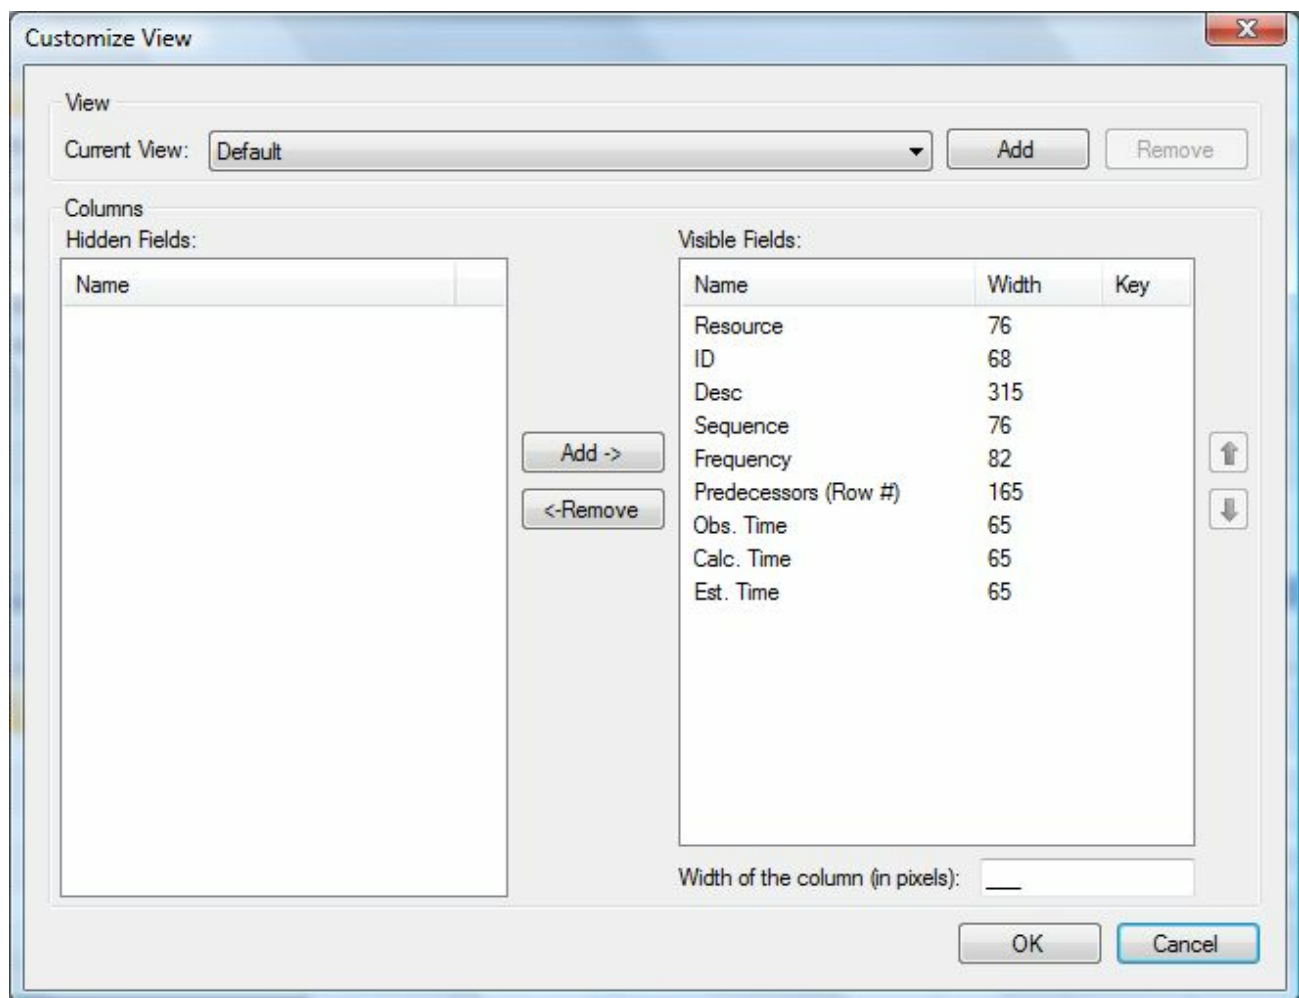 Customize View
View
Current View: Default Add Remove
Columns
Hidden Fields: Visible Fields:
Name Name Width Key
Resource 76
ID 68
Desc 315
Sequence 76
Add -> Frequency 82
Predecessors (Row #) 165
<-Remove Obs. Time 65
Calc. Time 65
Est. Time 65
Width of the column (in pixels): ___
OK Cancel